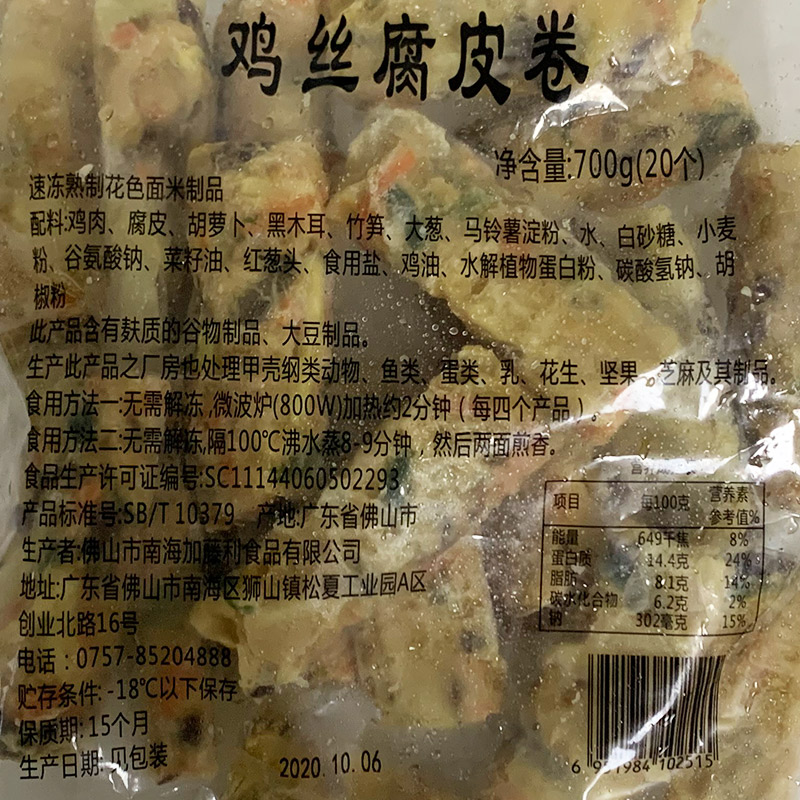 鸡丝腐皮卷
净含量:700g(20个)
速冻熟制花色面米制品
配料:鸡肉、腐皮、胡萝卜、黑木耳、竹笋、大葱、马铃薯淀粉、水、白砂糖、小麦
粉、谷氨酸钠、菜籽油、红葱头、食用盐、鸡油、水解植物蛋白粉、碳酸氢钠、胡
椒粉
此产品含有麸质的谷物制品、大豆制品。
生产此产品之厂房也处理甲壳纲类动物、鱼类、蛋类、乳、花生、坚果、芝麻及其制品。
食用方法一:无需解冻,微波炉(800W)加热约2分钟(每四个产品)。
食用方法二:无需解冻,隔100℃沸水蒸8-9分钟，然后两面煎香。
食品生产许可证编号:SC11144060502293
产品标准号:SB/T 10379 产地:广东省佛山市
生产者:佛山市南海加藤利食品有限公司
地址:广东省佛山市南海区狮山镇松夏工业园A区
创业北路16号
电话：0757-85204888
贮存条件: -18℃以下保存
保质期:15个月
生产日期:见包装
2020.10.06
项目 每100克 营养素参考值%
能量 649千焦 8%
蛋白质 14.4克 24%
脂肪 8.1克 14%
碳水化合物 6.2克 2%
钠 302毫克 15%
6 951984 102515